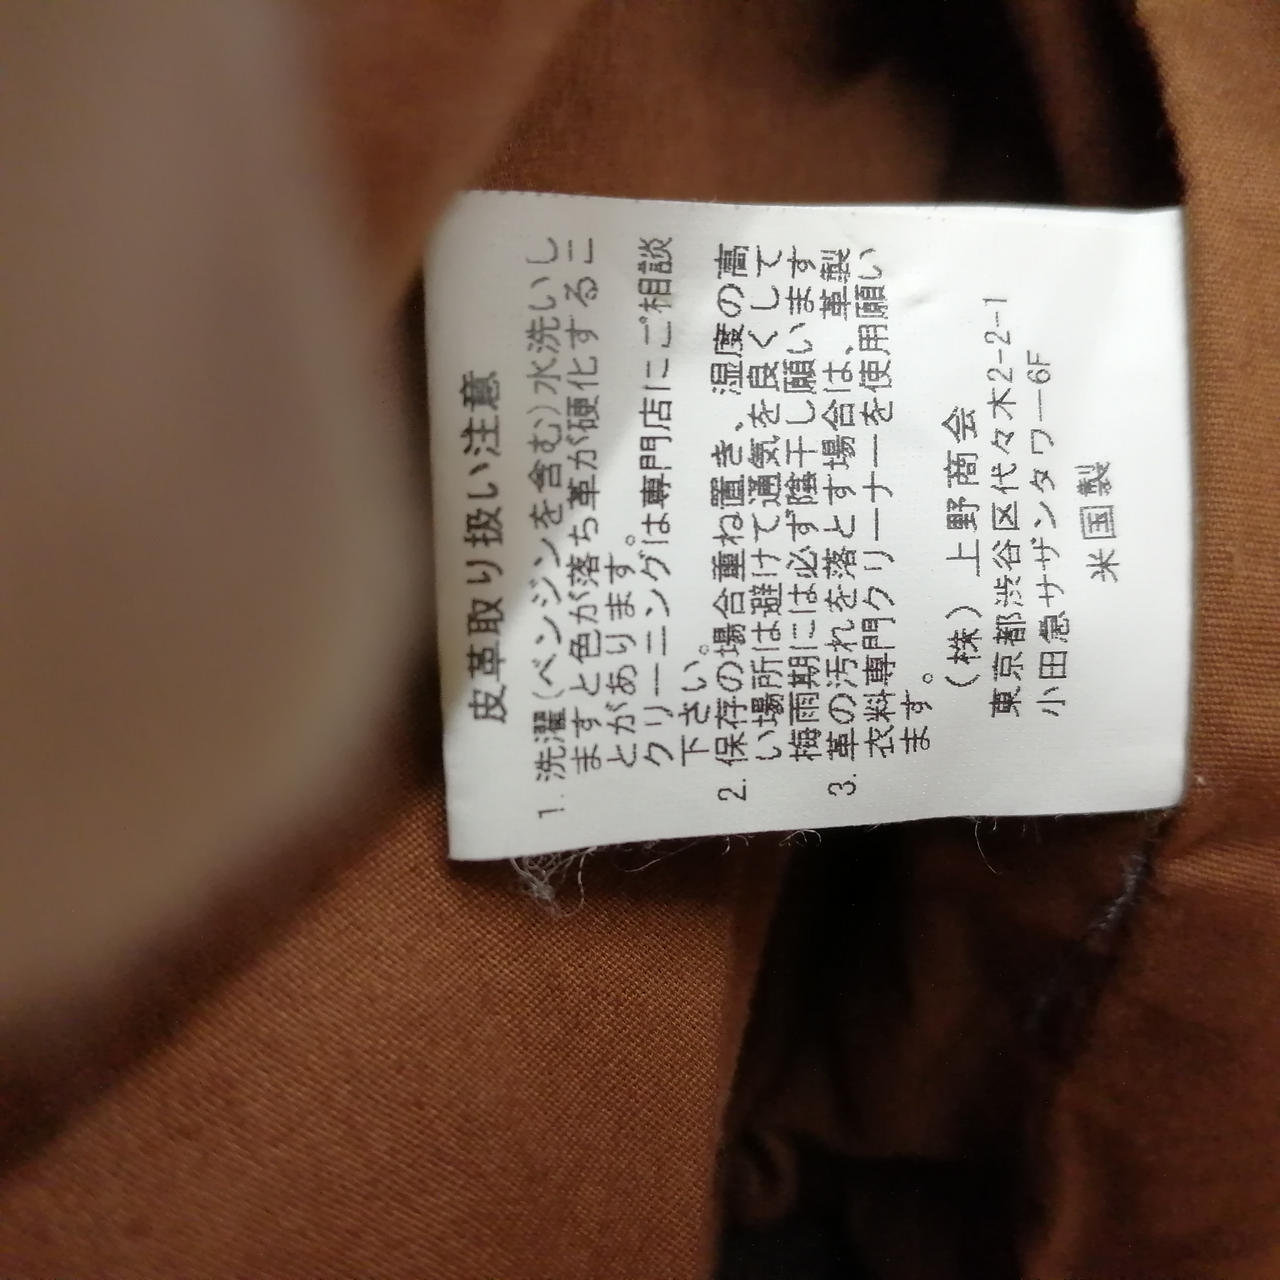 皮革取り扱い注意
1. 洗濯(ベンジンを含む)水洗いし
ますと色が落ち革が硬化するこ
とがあります。
クリーニングは専門店にご相談
下さい。
2. 保存の場合重ね置き、湿度の高
い場所は避けて通気を良くして
梅雨期には必ず陰干し願います
3. 革の汚れを落とす場合は、革製
衣料専門クリーナーを使用願い
ます。
(株)上野商会
東京都渋谷区代々木2-2-1
小田急サザンタワー6F
米国製